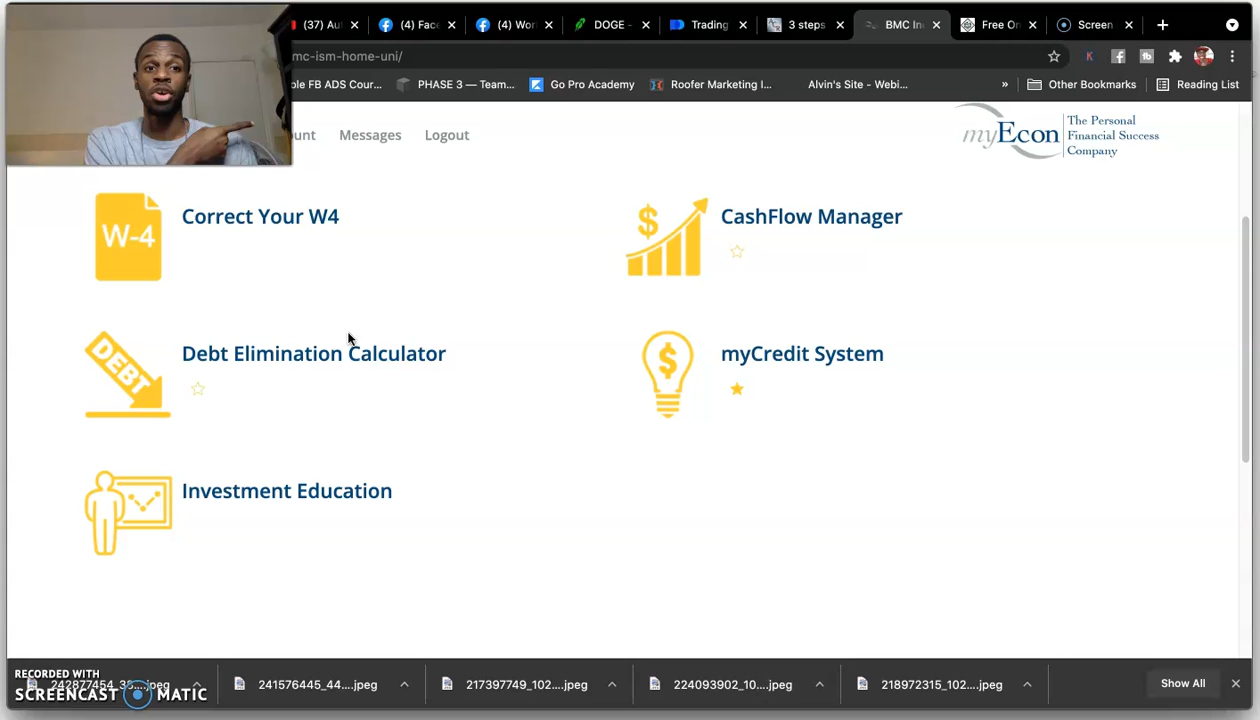 (37) Au
(4) Face
(4) Wor
DOGE -
Trading
3 steps
BMC In
Free On
Screen
mc-ism-home-uni/
ple FB ADS Cour...
PHASE 3 — Team...
Go Pro Academy
Roofer Marketing I...
Alvin's Site - Webi...
»
Other Bookmarks
Reading List
ount
Messages
Logout
myEcon
The Personal
Financial Success
Company
W-4
Correct Your W4
$
CashFlow Manager
DEBT
Debt Elimination Calculator
$
myCredit System
Investment Education
RECORDED WITH
SCREENCAST MATIC
241576445_44....jpeg
217397749_102....jpeg
224093902_10....jpeg
218972315_102....jpeg
Show All